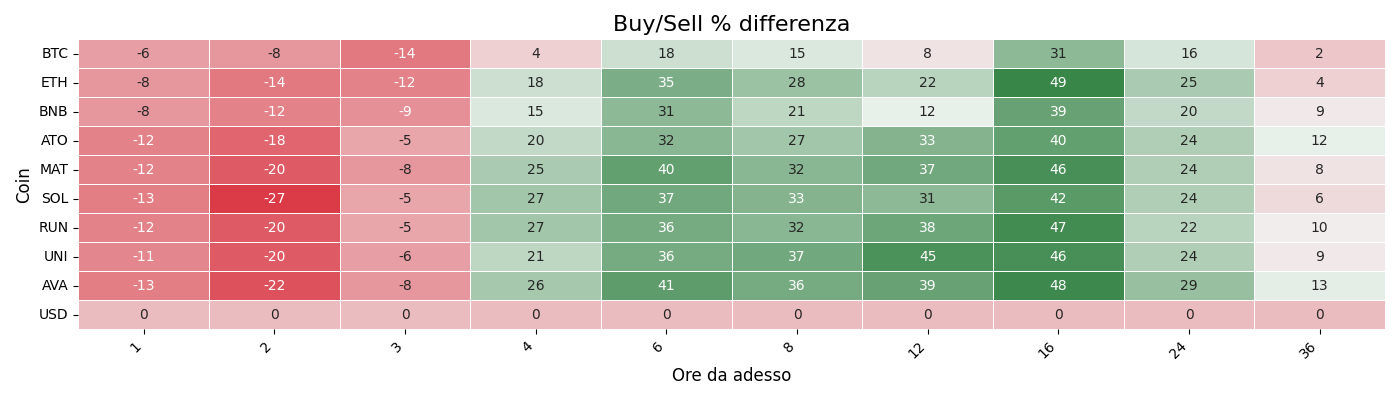 Buy/Sell % differenza
BTC -6 -8 -14 4 18 15 8 31 16 2
ETH -8 -14 -12 18 35 28 22 49 25 4
BNB -8 -12 -9 15 31 21 12 39 20 9
ATO -12 -18 -5 20 32 27 33 40 24 12
MAT -12 -20 -8 25 40 32 37 46 24 8
SOL -13 -27 -5 27 37 33 31 42 24 6
RUN -12 -20 -5 27 36 32 38 47 22 10
UNI -11 -20 -6 21 36 37 45 46 24 9
AVA -13 -22 -8 26 41 36 39 48 29 13
USD 0 0 0 0 0 0 0 0 0 0
Coin
1 2 3 4 6 8 12 16 24 36
Ore da adesso